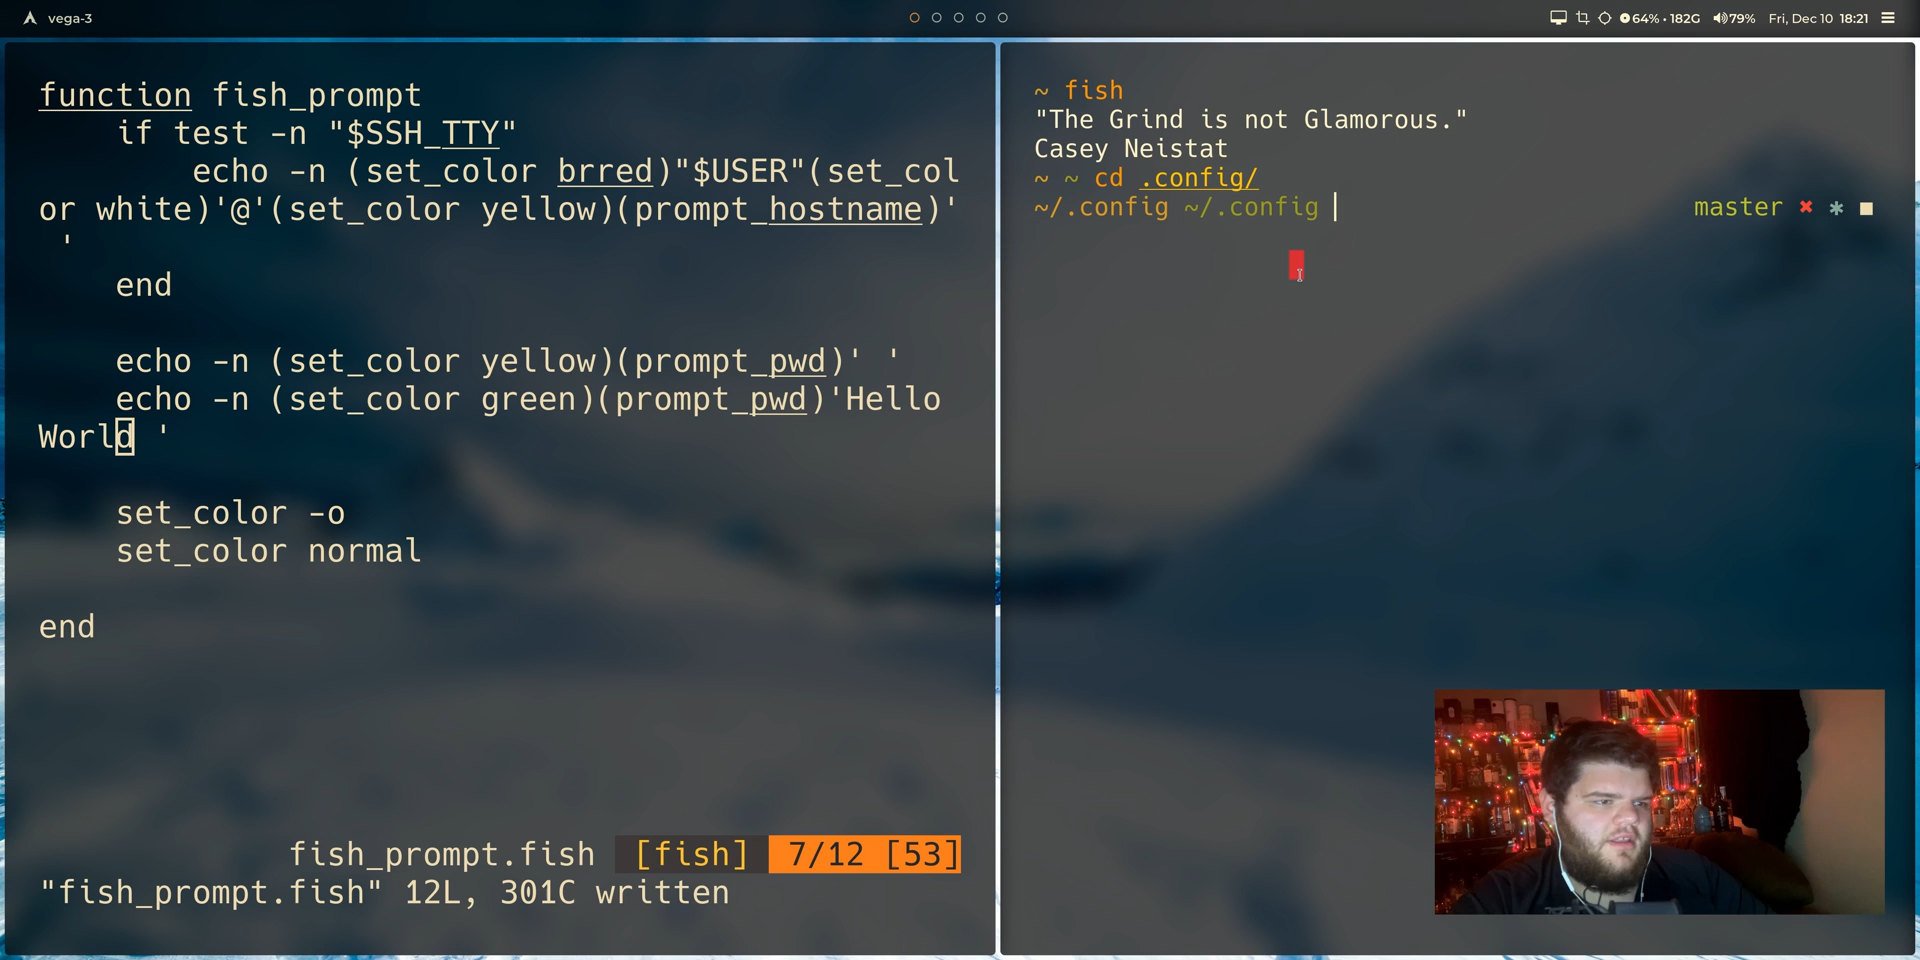 vega-3
64% • 182G
79%
Fri, Dec 10 18:21
function fish_prompt
if test -n "$SSH_TTY"
echo -n (set_color brred)"$USER"(set_col
or white)'@'(set_color yellow)(prompt_hostname)'
'
end
echo -n (set_color yellow)(prompt_pwd)' '
echo -n (set_color green)(prompt_pwd)'Hello
World '
set_color -o
set_color normal
end
fish_prompt.fish [fish] 7/12 [53]
"fish_prompt.fish" 12L, 301C written
~ fish
"The Grind is not Glamorous."
Casey Neistat
~ ~ cd .config/
~/.config ~/.config master ✖ ✱ ■